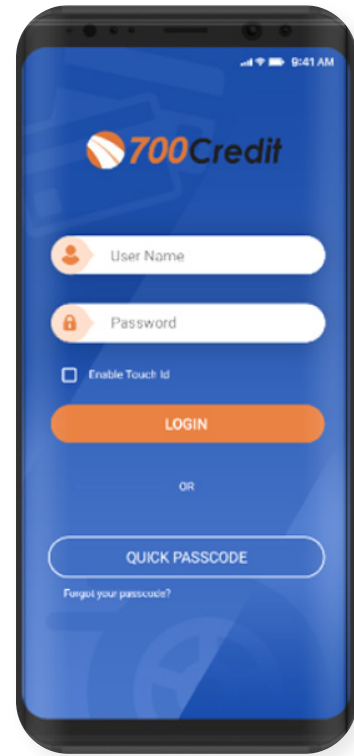 9:41 AM
700Credit
User Name
Password
Enable Touch Id
LOGIN
OR
QUICK PASSCODE
Forgot your passcode?